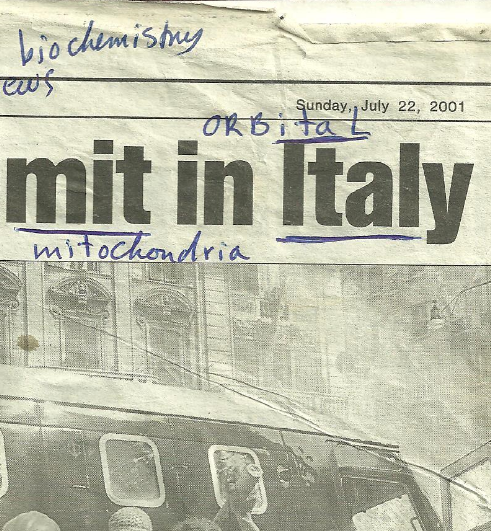 biochemistry
ews
Sunday, July 22, 2001
ORBitaL
mit in Italy
mitochondria